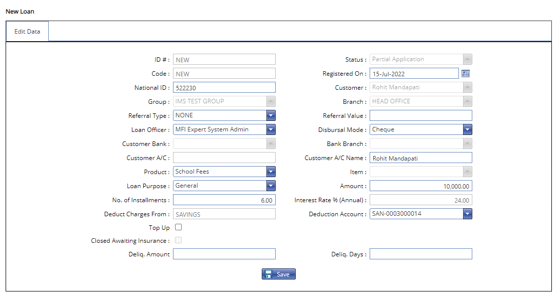 New Loan
Edit Data
ID # : NEW Status : Partial Application
Code : NEW Registered On : 15-Jul-2022
National ID : 522230 Customer : Rohit Mandapati
Group : IMS TEST GROUP Branch : HEAD OFFICE
Referral Type : NONE Referral Value :
Loan Officer : MFI Expert System Admin Disbursal Mode : Cheque
Customer Bank : Bank Branch :
Customer A/C : Customer A/C Name : Rohit Mandapati
Product : School Fees Item :
Loan Purpose : General Amount : 10,000.00
No. of Installments : 6.00 Interest Rate % (Annual) : 24.00
Deduct Charges From : SAVINGS Deduction Account : SAN-0003000014
Top Up
Closed Awaiting Insurance :
Deliq. Amount Deliq. Days :
Save